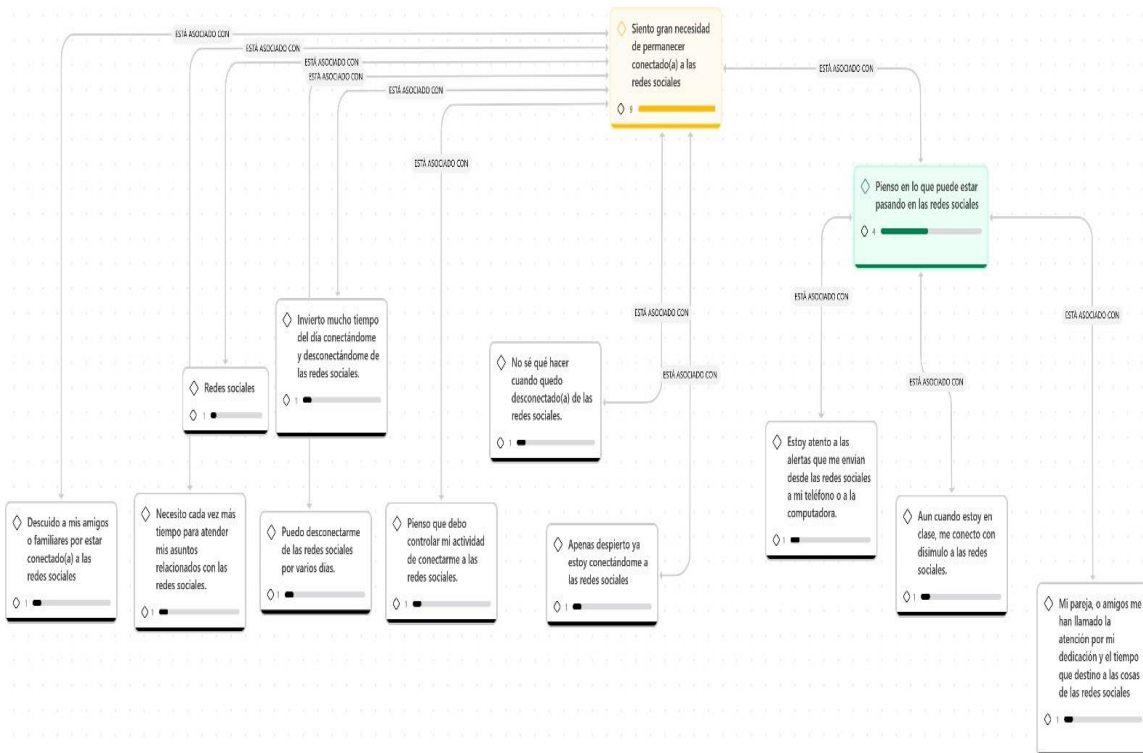 Siento gran necesidad
de permanecer
conectado(a) a las
redes sociales
9
ESTÁ ASOCIADO CON
ESTÁ ASOCIADO CON
ESTÁ ASOCIADO CON
ESTÁ ASOCIADO CON
ESTÁ ASOCIADO CON
ESTÁ ASOCIADO CON
ESTÁ ASOCIADO CON
Pienso en lo que puede estar
pasando en las redes sociales
4
ESTÁ ASOCIADO CON
ESTÁ ASOCIADO CON
ESTÁ ASOCIADO CON
ESTÁ ASOCIADO CON
ESTÁ ASOCIADO CON
Invierto mucho tiempo
del día conectándome
y desconectándome de
las redes sociales.
1
Redes sociales
1
No sé qué hacer
cuando quedo
desconectado(a) de las
redes sociales.
1
Estoy atento a las
alertas que me envían
desde las redes sociales
a mi teléfono o a la
computadora.
1
Descuido a mis amigos
o familiares por estar
conectado(a) a las
redes sociales
1
Necesito cada vez más
tiempo para atender
mis asuntos
relacionados con las
redes sociales.
1
Puedo desconectarme
de las redes sociales
por varios días.
1
Pienso que debo
controlar mi actividad
de conectarme a las
redes sociales.
1
Apenas despierto ya
estoy conectándome a
las redes sociales
1
Aun cuando estoy en
clase, me conecto con
disimulo a las redes
sociales.
1
Mi pareja, o amigos me
han llamado la
atención por mi
dedicación y el tiempo
que destino a las cosas
de las redes sociales
1